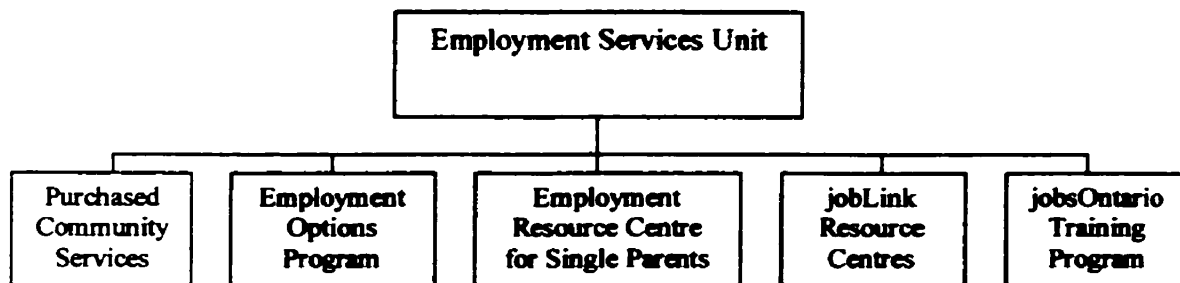 Employment Services Unit
Purchased
Community
Services
Employment
Options
Program
Employment
Resource Centre
for Single Parents
jobLink
Resource
Centres
jobsOntario
Training
Program